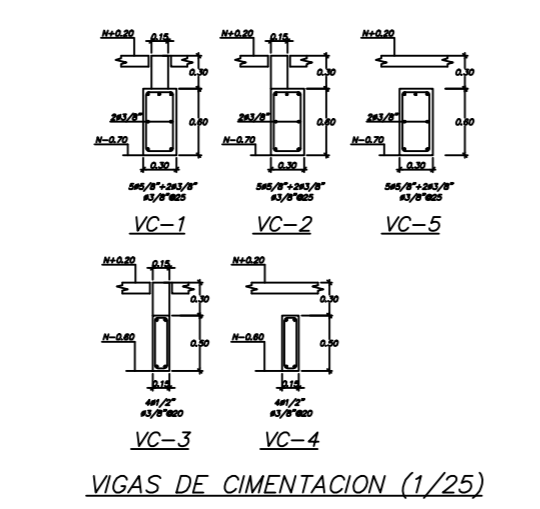 N+0.20 0.15 N+0.20 0.15 N+0.20
0.30 0.30 0.30
2ø3/8" 0.60 2ø3/8" 0.60 2ø3/8" 0.60
N-0.70 N-0.70 N-0.70
0.30 0.30 0.30
5ø5/8"+2ø3/8" 5ø5/8"+2ø3/8" 5ø5/8"+2ø3/8"
ø3/8"@25 ø3/8"@25 ø3/8"@25
VC-1 VC-2 VC-5
N+0.20 0.15 N+0.20
0.30 0.30
N-0.60 0.50 N-0.60 0.50
0.15 0.15
4ø1/2" 4ø1/2"
ø3/8"@20 ø3/8"@20
VC-3 VC-4
VIGAS DE CIMENTACION (1/25)